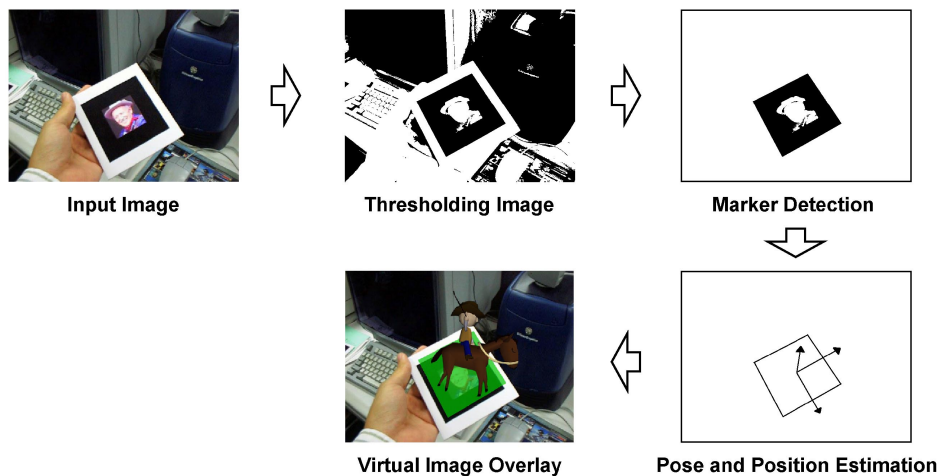 Input Image
Thresholding Image
Marker Detection
Virtual Image Overlay
Pose and Position Estimation